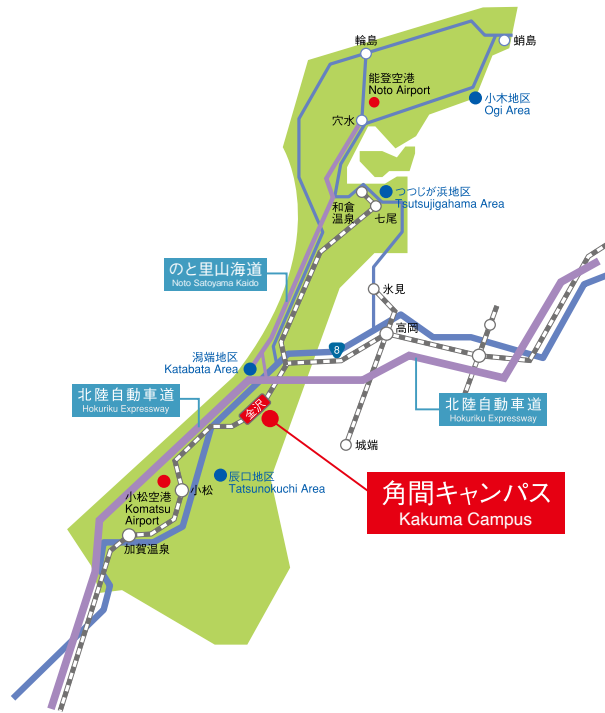 輪島
蛸島
能登空港
Noto Airport
小木地区
Ogi Area
穴水
つつじが浜地区
Tsutsujigahama Area
和倉
温泉
七尾
のと里山海道
Noto Satoyama Kaido
氷見
高岡
8
潟端地区
Katabata Area
北陸自動車道
Hokuriku Expressway
金沢
北陸自動車道
Hokuriku Expressway
城端
辰口地区
Tatsunokuchi Area
小松空港
Komatsu
Airport
小松
角間キャンパス
Kakuma Campus
加賀温泉